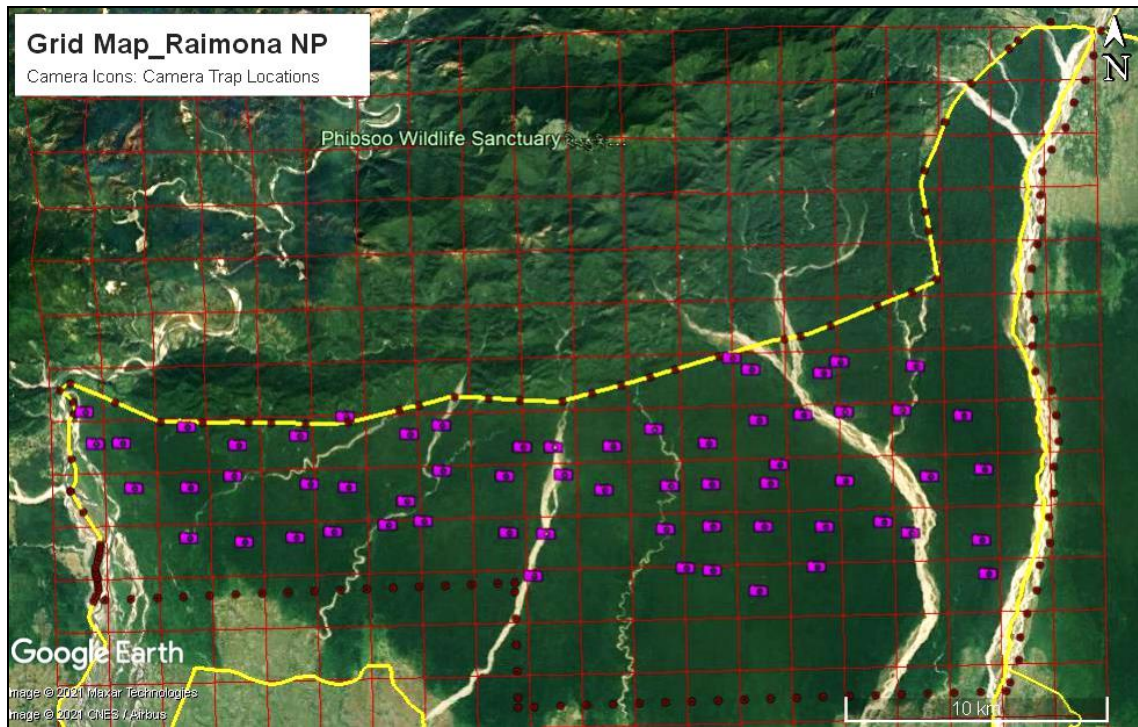 Grid Map_Raimona NP
Camera Icons: Camera Trap Locations
N
Phibsoo Wildlife Sanctuary
Google Earth
Image © 2021 Maxar Technologies
Image © 2021 CNES / Airbus
10 km